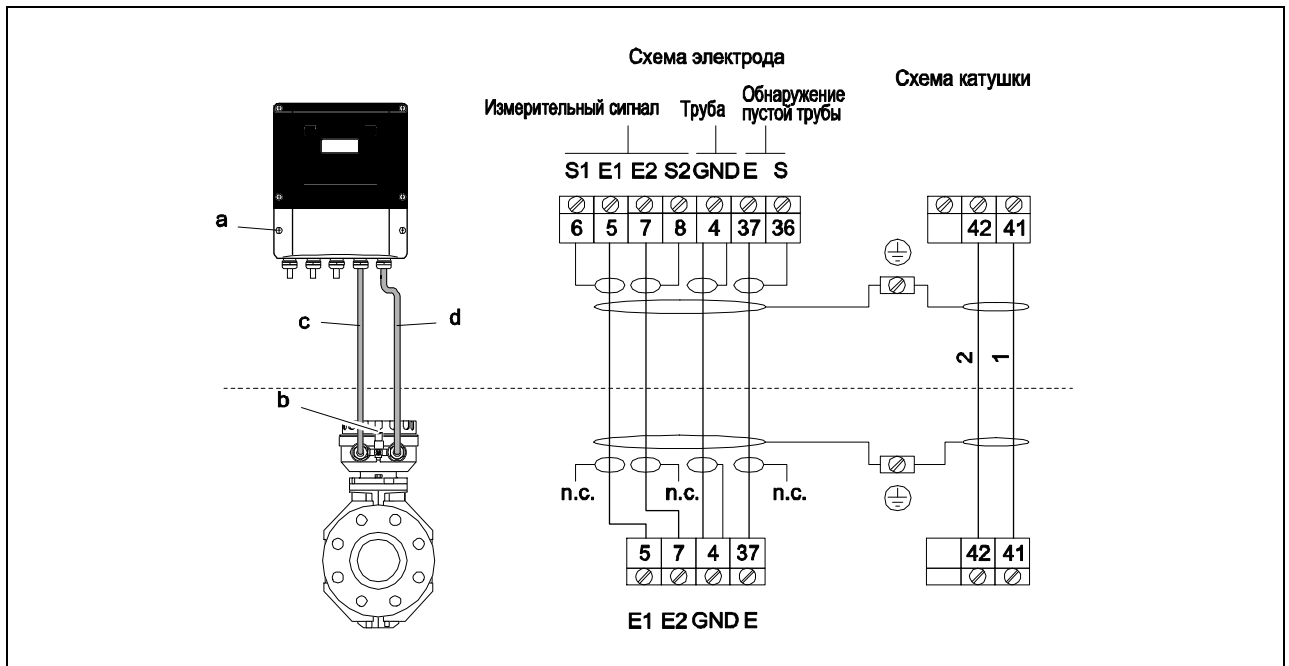 Схема электрода
Схема катушки
Измерительный сигнал
Труба
Обнаружение
пустой трубы
S1 E1 E2 S2 GND E S
6 5 7 8 4 37 36
42 41
a
c
d
2
1
b
n.c.
n.c.
n.c.
5 7 4 37
42 41
E1 E2 GND E